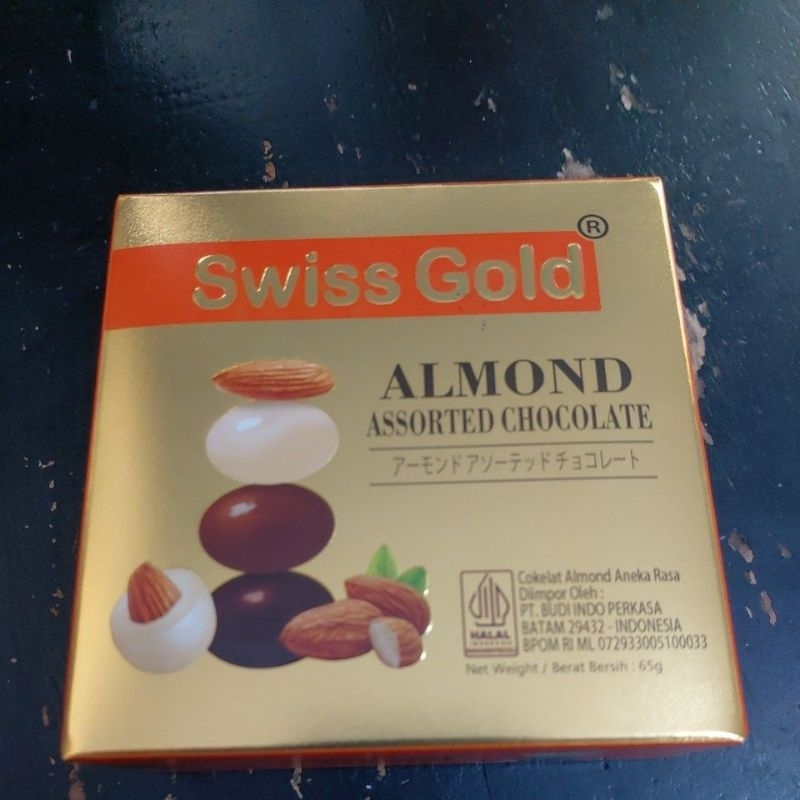 Swiss Gold®
ALMOND
ASSORTED CHOCOLATE
アーモンドアソーテッドチョコレート
Cokelat Almond Aneka Rasa
Diimpor Oleh :
PT. BUDI INDO PERKASA
BATAM 29432 - INDONESIA
BPOM RI ML 072933005100033
HALAL
Net Weight / Berat Bersih : 65g